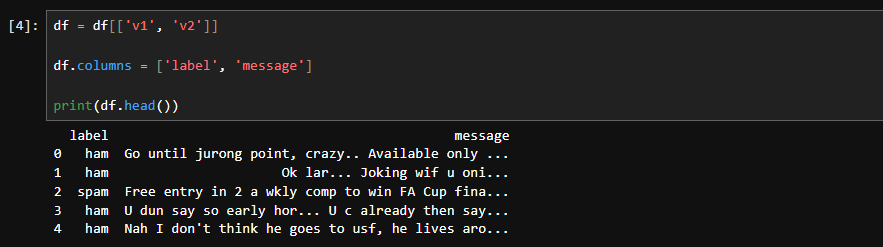 [4]: df = df[['v1', 'v2']]
df.columns = ['label', 'message']
print(df.head())
label message
0 ham Go until jurong point, crazy.. Available only ...
1 ham Ok lar... Joking wif u oni...
2 spam Free entry in 2 a wkly comp to win FA Cup fina...
3 ham U dun say so early hor... U c already then say...
4 ham Nah I don't think he goes to usf, he lives aro...